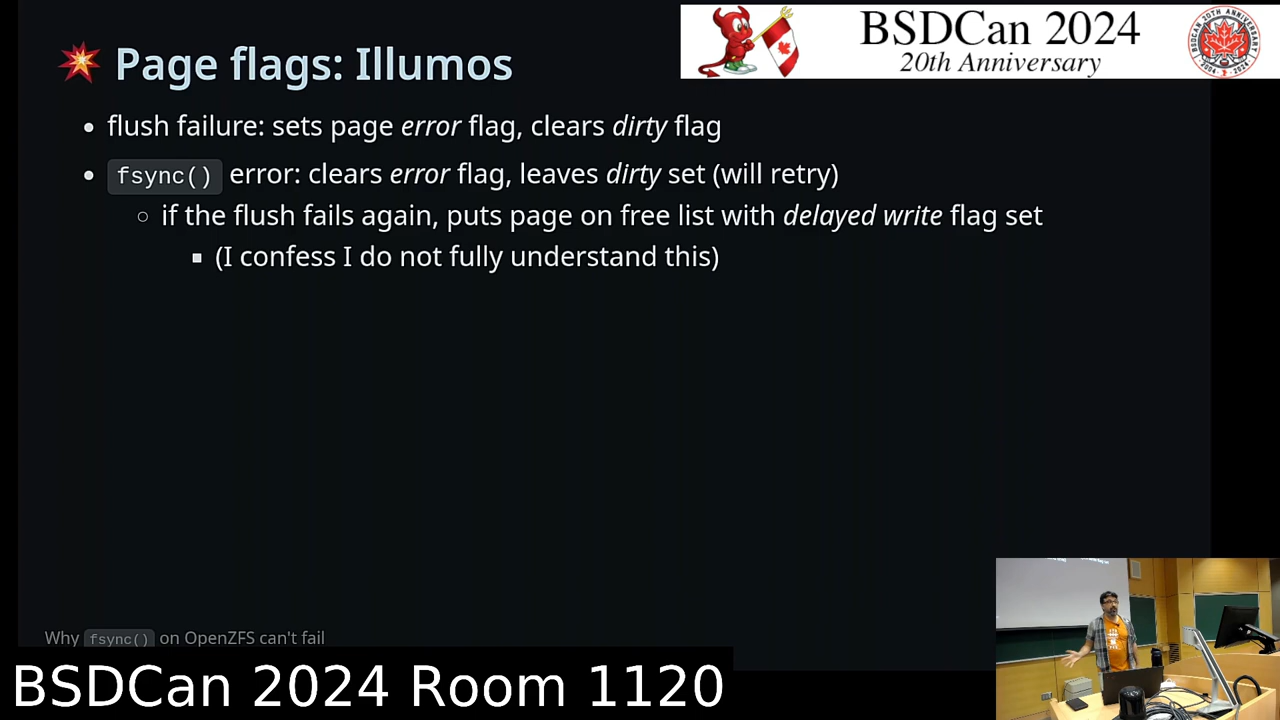 Page flags: Illumos
BSDCan 2024
20th Anniversary
flush failure: sets page error flag, clears dirty flag
fsync() error: clears error flag, leaves dirty set (will retry)
if the flush fails again, puts page on free list with delayed write flag set
(I confess I do not fully understand this)
Why fsync() on OpenZFS can't fail
BSDCan 2024 Room 1120